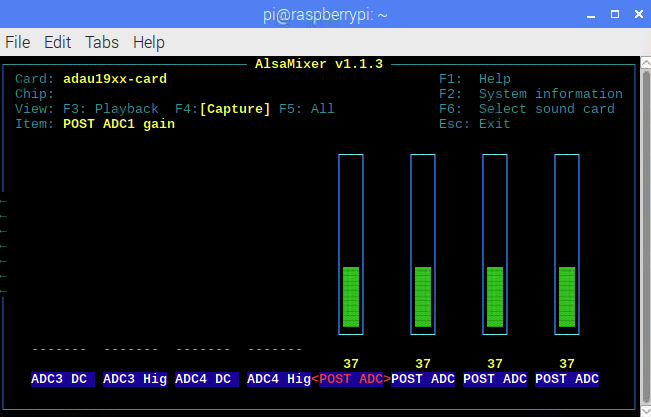 pi@raspberrypi: ~
File Edit Tabs Help
AlsaMixer v1.1.3
Card: adau19xx-card F1: Help
Chip: F2: System information
View: F3: Playback F4:[Capture] F5: All F6: Select sound card
Item: POST ADC1 gain Esc: Exit
------- ------- ------- -------
37 37 37 37
ADC3 DC ADC3 Hig ADC4 DC ADC4 Hig<POST ADC>POST ADC POST ADC POST ADC